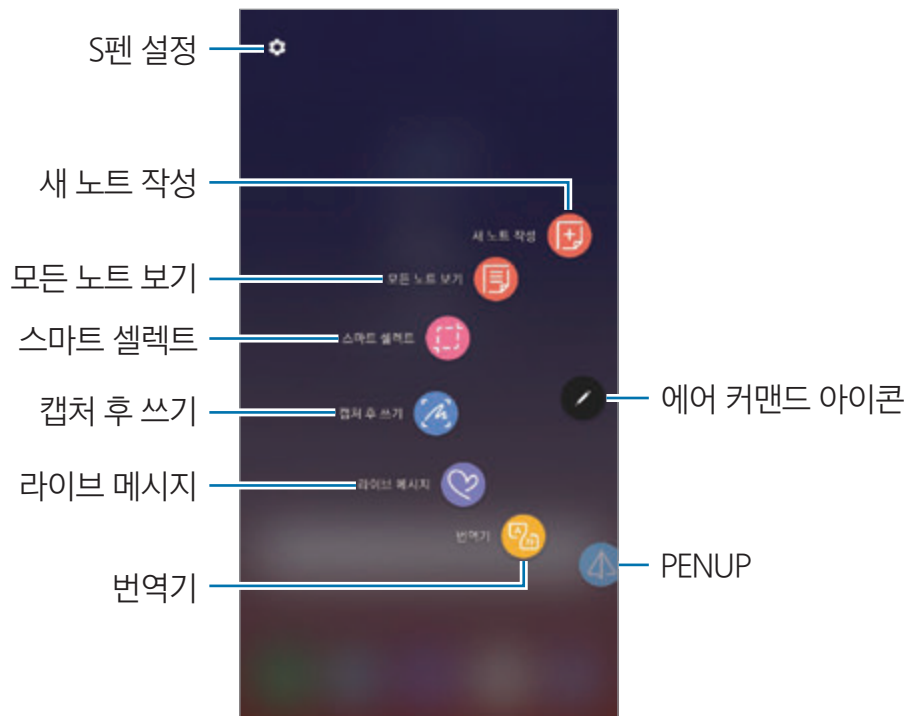 S펜 설정
새 노트 작성
새 노트 작성
모든 노트 보기
모든 노트 보기
스마트 셀렉트
스마트 셀렉트
캡처 후 쓰기
캡처 후 쓰기
에어 커맨드 아이콘
라이브 메시지
라이브 메시지
번역기
PENUP
번역기